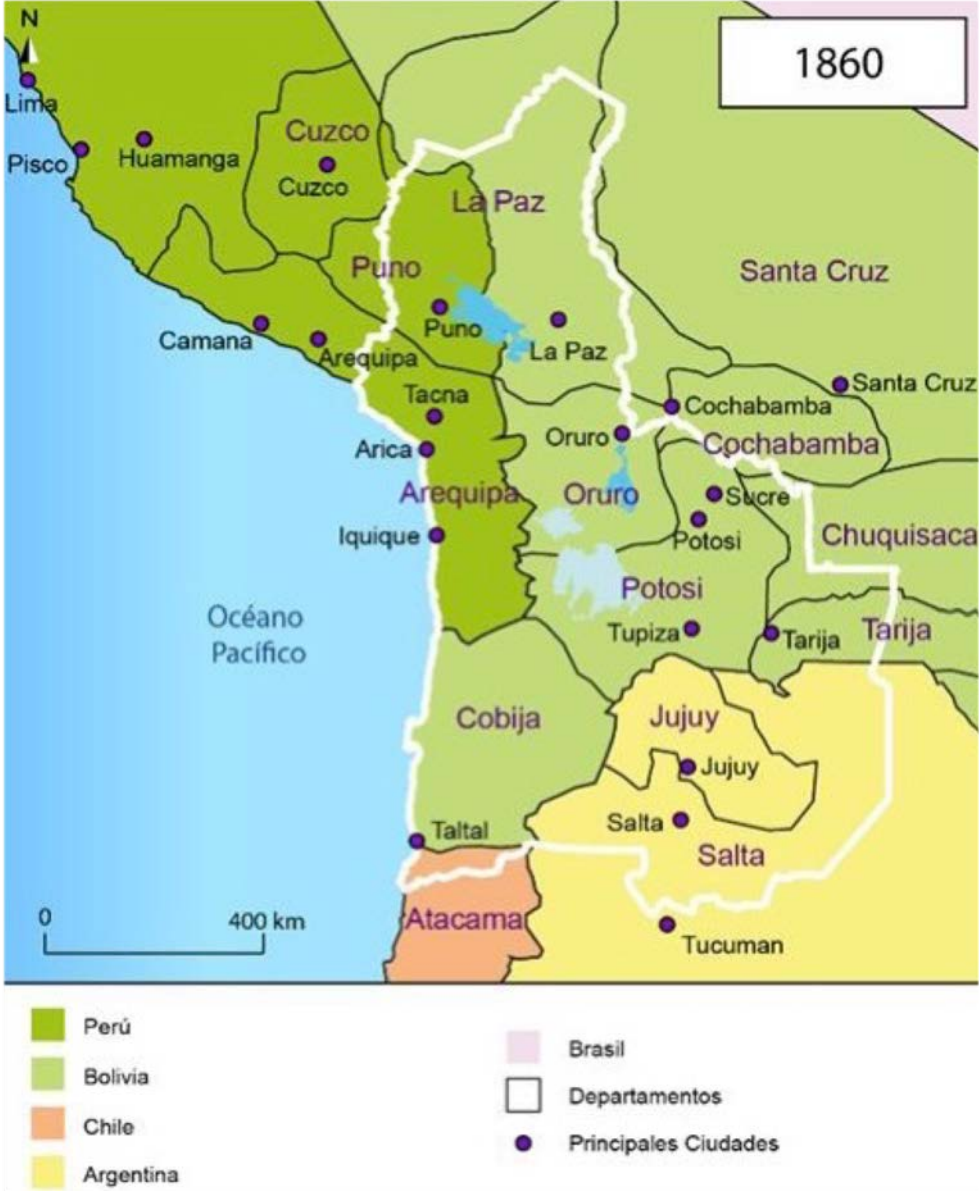 N
1860
Lima
Pisco
Huamanga
Cuzco
Cuzco
La Paz
Puno
Santa Cruz
Puno
Camana
Arequipa
La Paz
Tacna
Santa Cruz
Cochabamba
Arica
Oruro
Cochabamba
Arequipa
Oruro
Sucre
Iquique
Potosi
Chuquisaca
Potosi
Océano
Pacífico
Tupiza
Tarija
Tarija
Cobija
Jujuy
Jujuy
Taltal
Salta
Salta
0
400 km
Atacama
Tucuman
Perú
Bolivia
Chile
Argentina
Brasil
Departamentos
Principales Ciudades